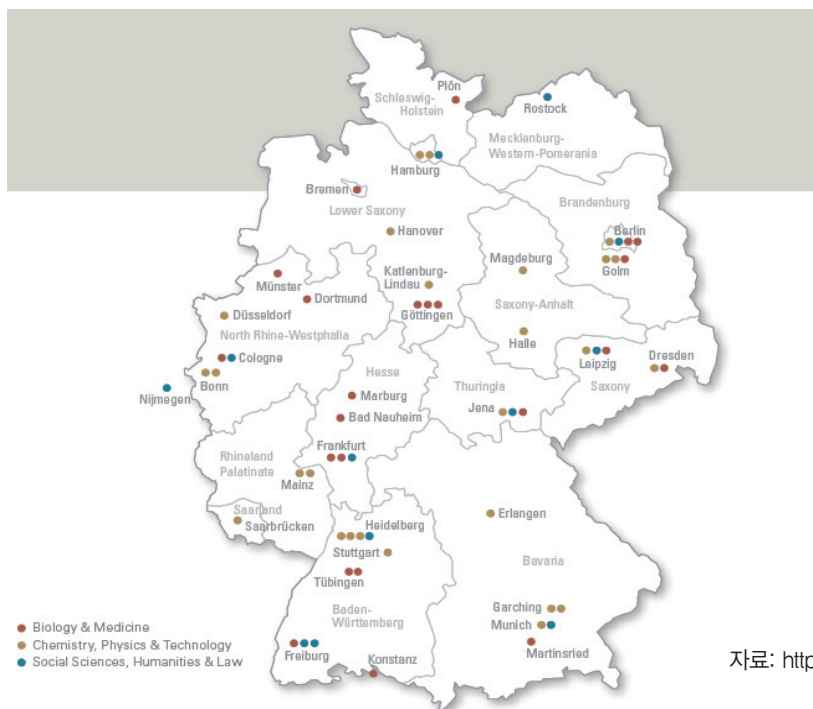 Plön
Schleswig-
Holstein
Rostock
Mecklenburg-
Western-Pomerania
Hamburg
Bremen
Lower Saxony
Brandenburg
Hanover
Berlin
Magdeburg
Golm
Katlenburg-
Lindau
Münster
Dortmund
Saxony-Anhalt
Göttingen
Düsseldorf
North Rhine-Westphalia
Halle
Cologne
Hesse
Leipzig
Dresden
Bonn
Thuringia
Saxony
Nijmegen
Marburg
Jena
Bad Nauheim
Frankfurt
Rhineland
Palatinate
Mainz
Saarland
Saarbrücken
Erlangen
Heidelberg
Stuttgart
Bavaria
Tübingen
Garching
Baden-
Württemberg
Munich
Biology & Medicine
Chemistry, Physics & Technology
Social Sciences, Humanities & Law
Freiburg
Konstanz
Martinsried
자료: http